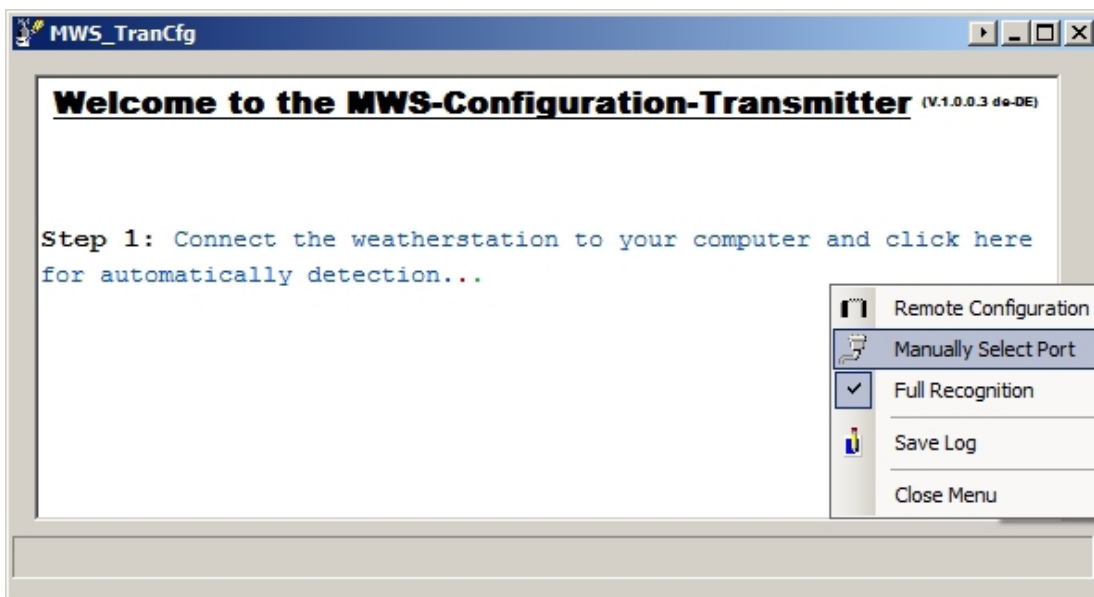 MWS_TranCfg
Welcome to the MWS-Configuration-Transmitter (V.1.0.0.3 de-DE)
Step 1: Connect the weatherstation to your computer and click here
for automatically detection...
Remote Configuration
Manually Select Port
Full Recognition
Save Log
Close Menu